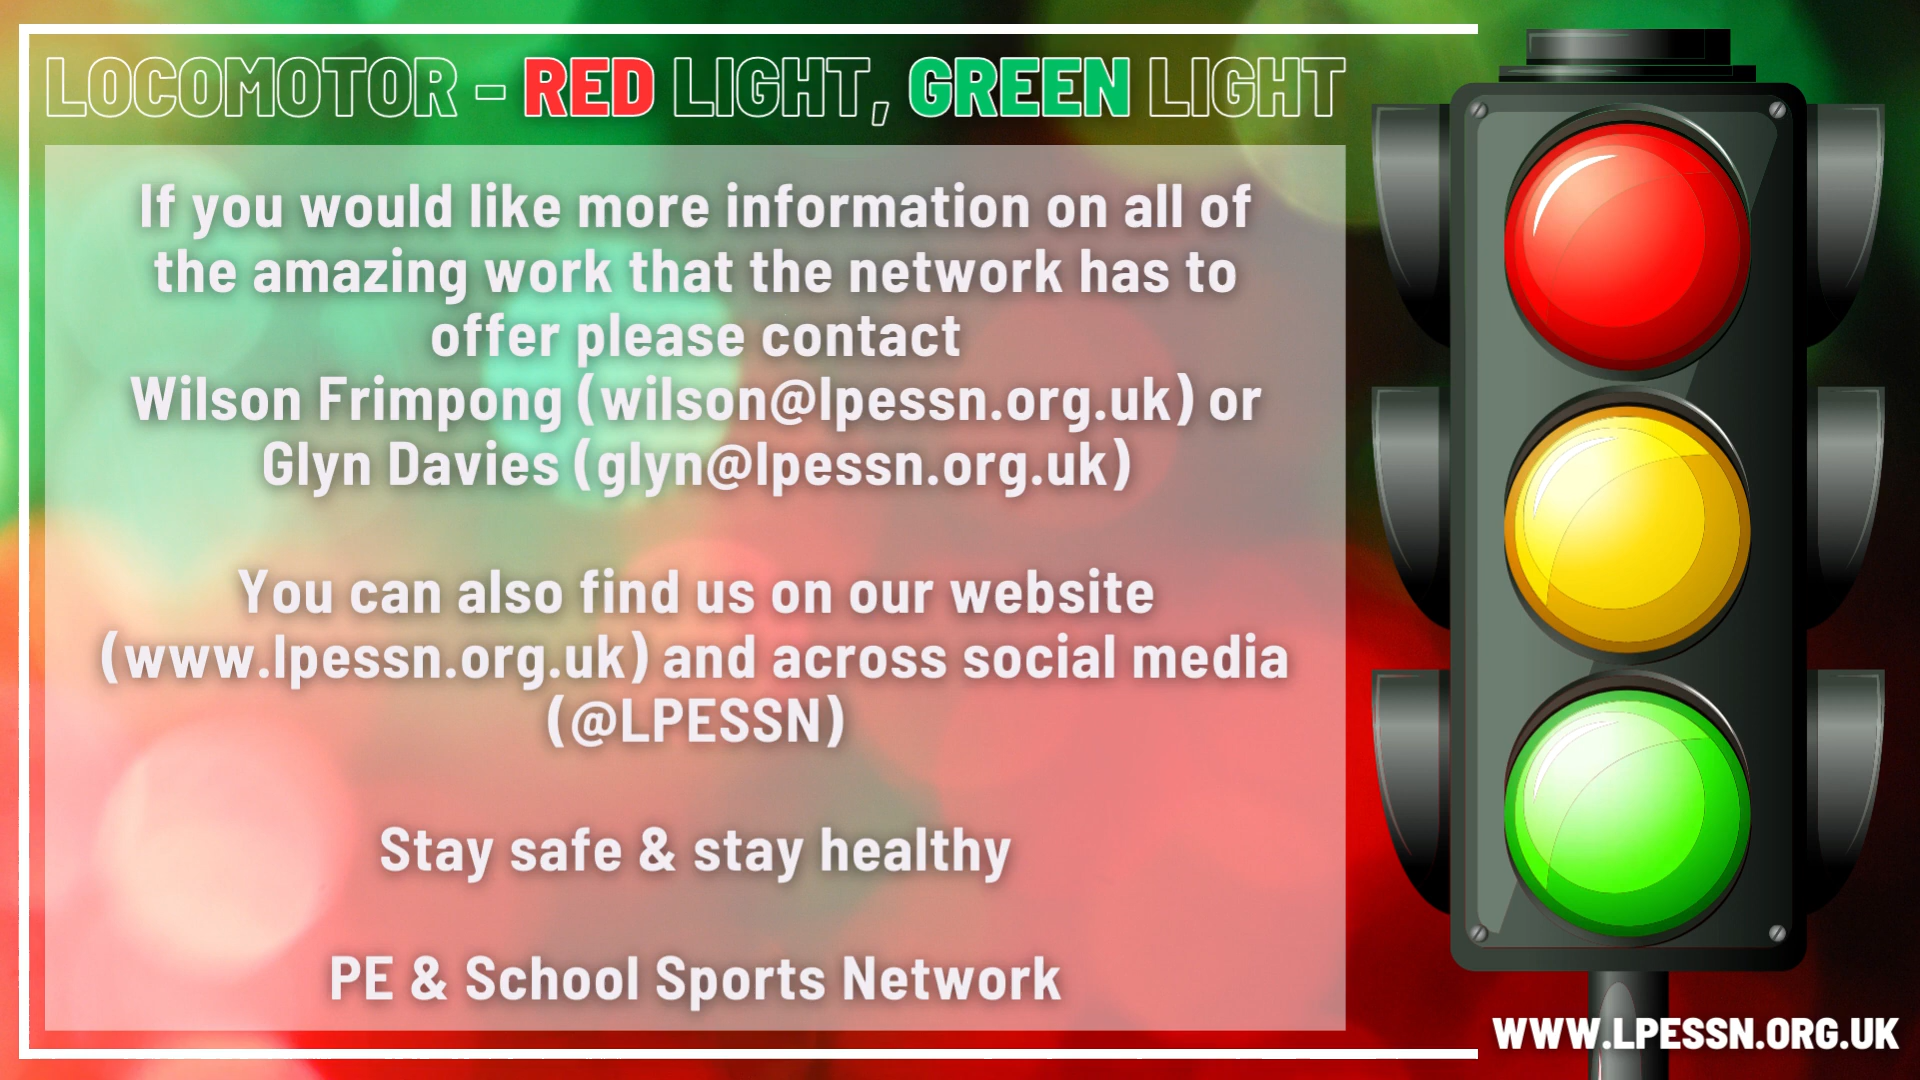 LOCOMOTOR - RED LIGHT, GREEN LIGHT
If you would like more information on all of
the amazing work that the network has to
offer please contact
Wilson Frimpong (wilson@lpessn.org.uk) or
Glyn Davies (glyn@lpessn.org.uk)
You can also find us on our website
(www.lpessn.org.uk) and across social media
(@LPESSN)
Stay safe & stay healthy
PE & School Sports Network
WWW.LPESSN.ORG.UK